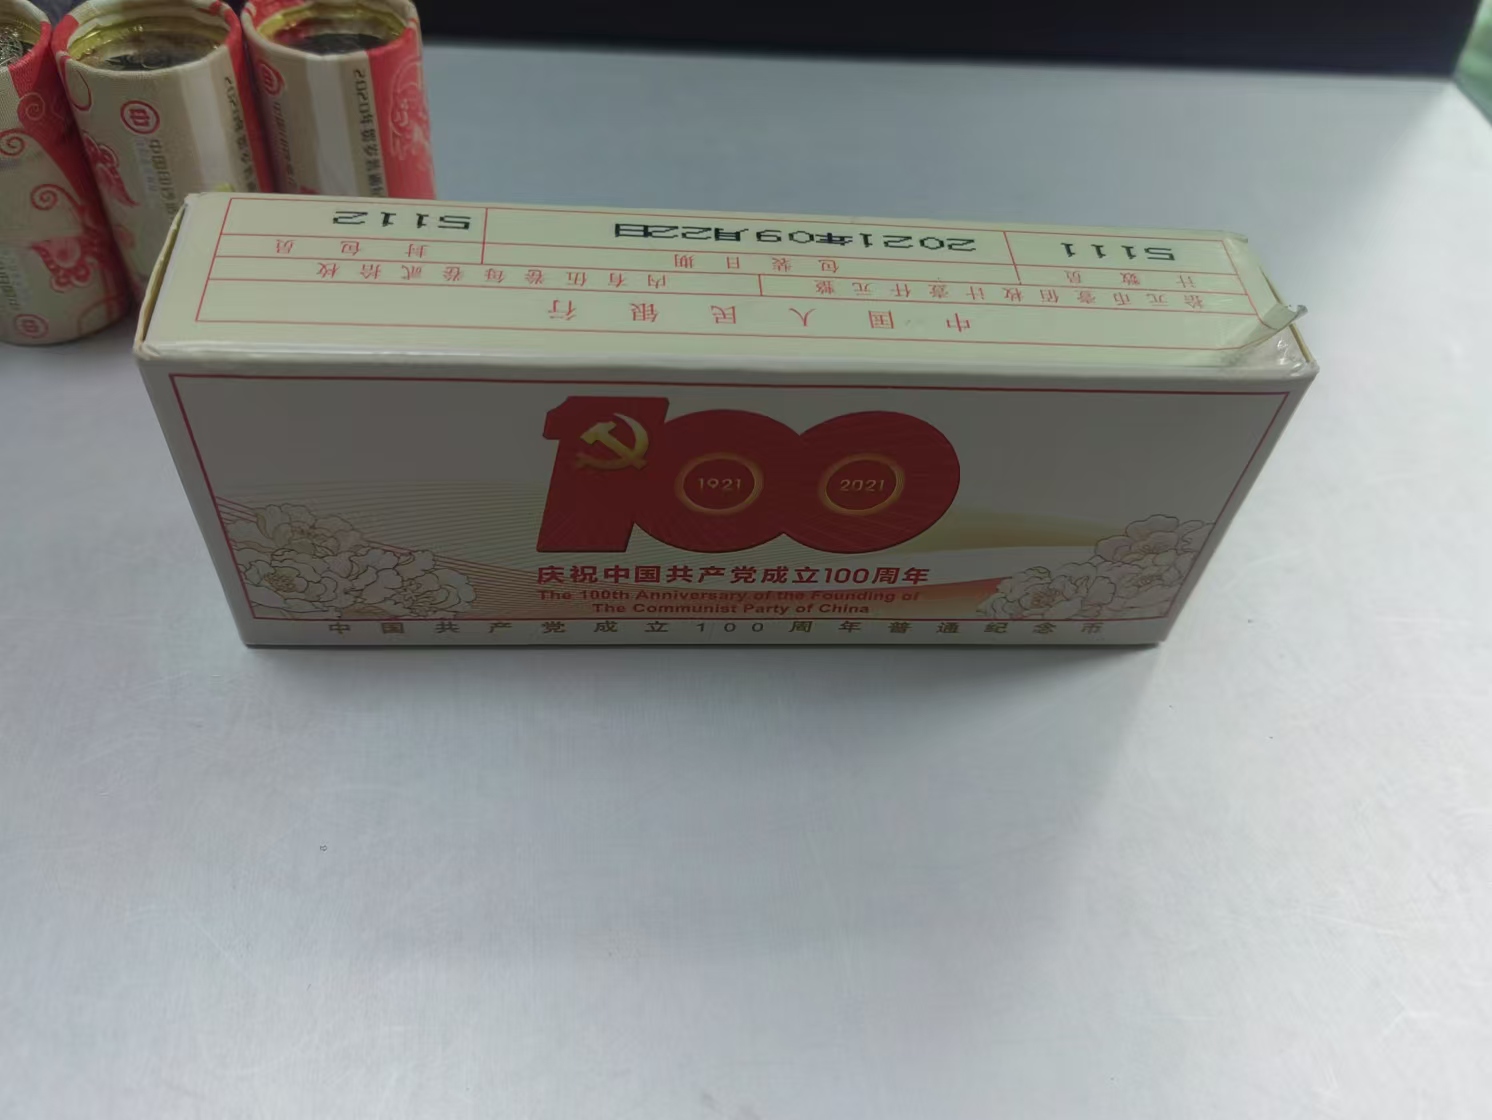 中国人民银行
拾元币壹佰枚计壹仟元整 内有伍卷每卷贰拾枚
计数员 5111 包装日期 2021年09月22日 封包员 5112
1921 2021
庆祝中国共产党成立100周年
The 100th Anniversary of the Founding of
The Communist Party of China
中国共产党成立100周年普通纪念币